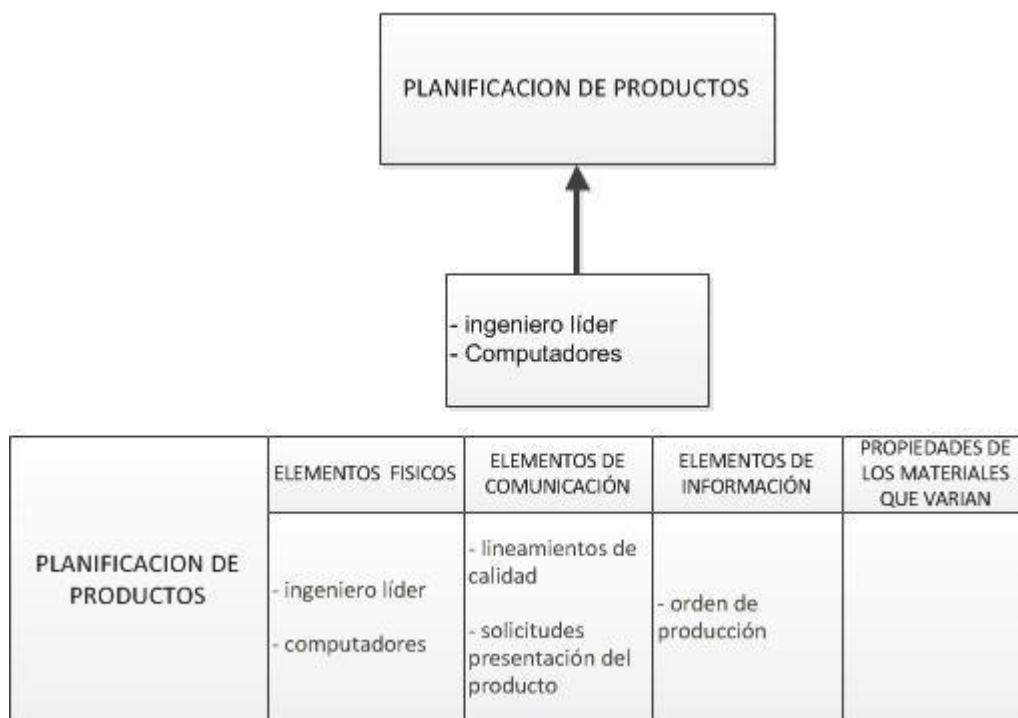 PLANIFICACION DE PRODUCTOS
- ingeniero líder
- Computadores
ELEMENTOS FISICOS
ELEMENTOS DE
COMUNICACIÓN
ELEMENTOS DE
INFORMACIÓN
PROPIEDADES DE
LOS MATERIALES
QUE VARIAN
PLANIFICACION DE
PRODUCTOS
- ingeniero líder
- computadores
- lineamientos de
calidad
- solicitudes
presentación del
producto
- orden de
producción